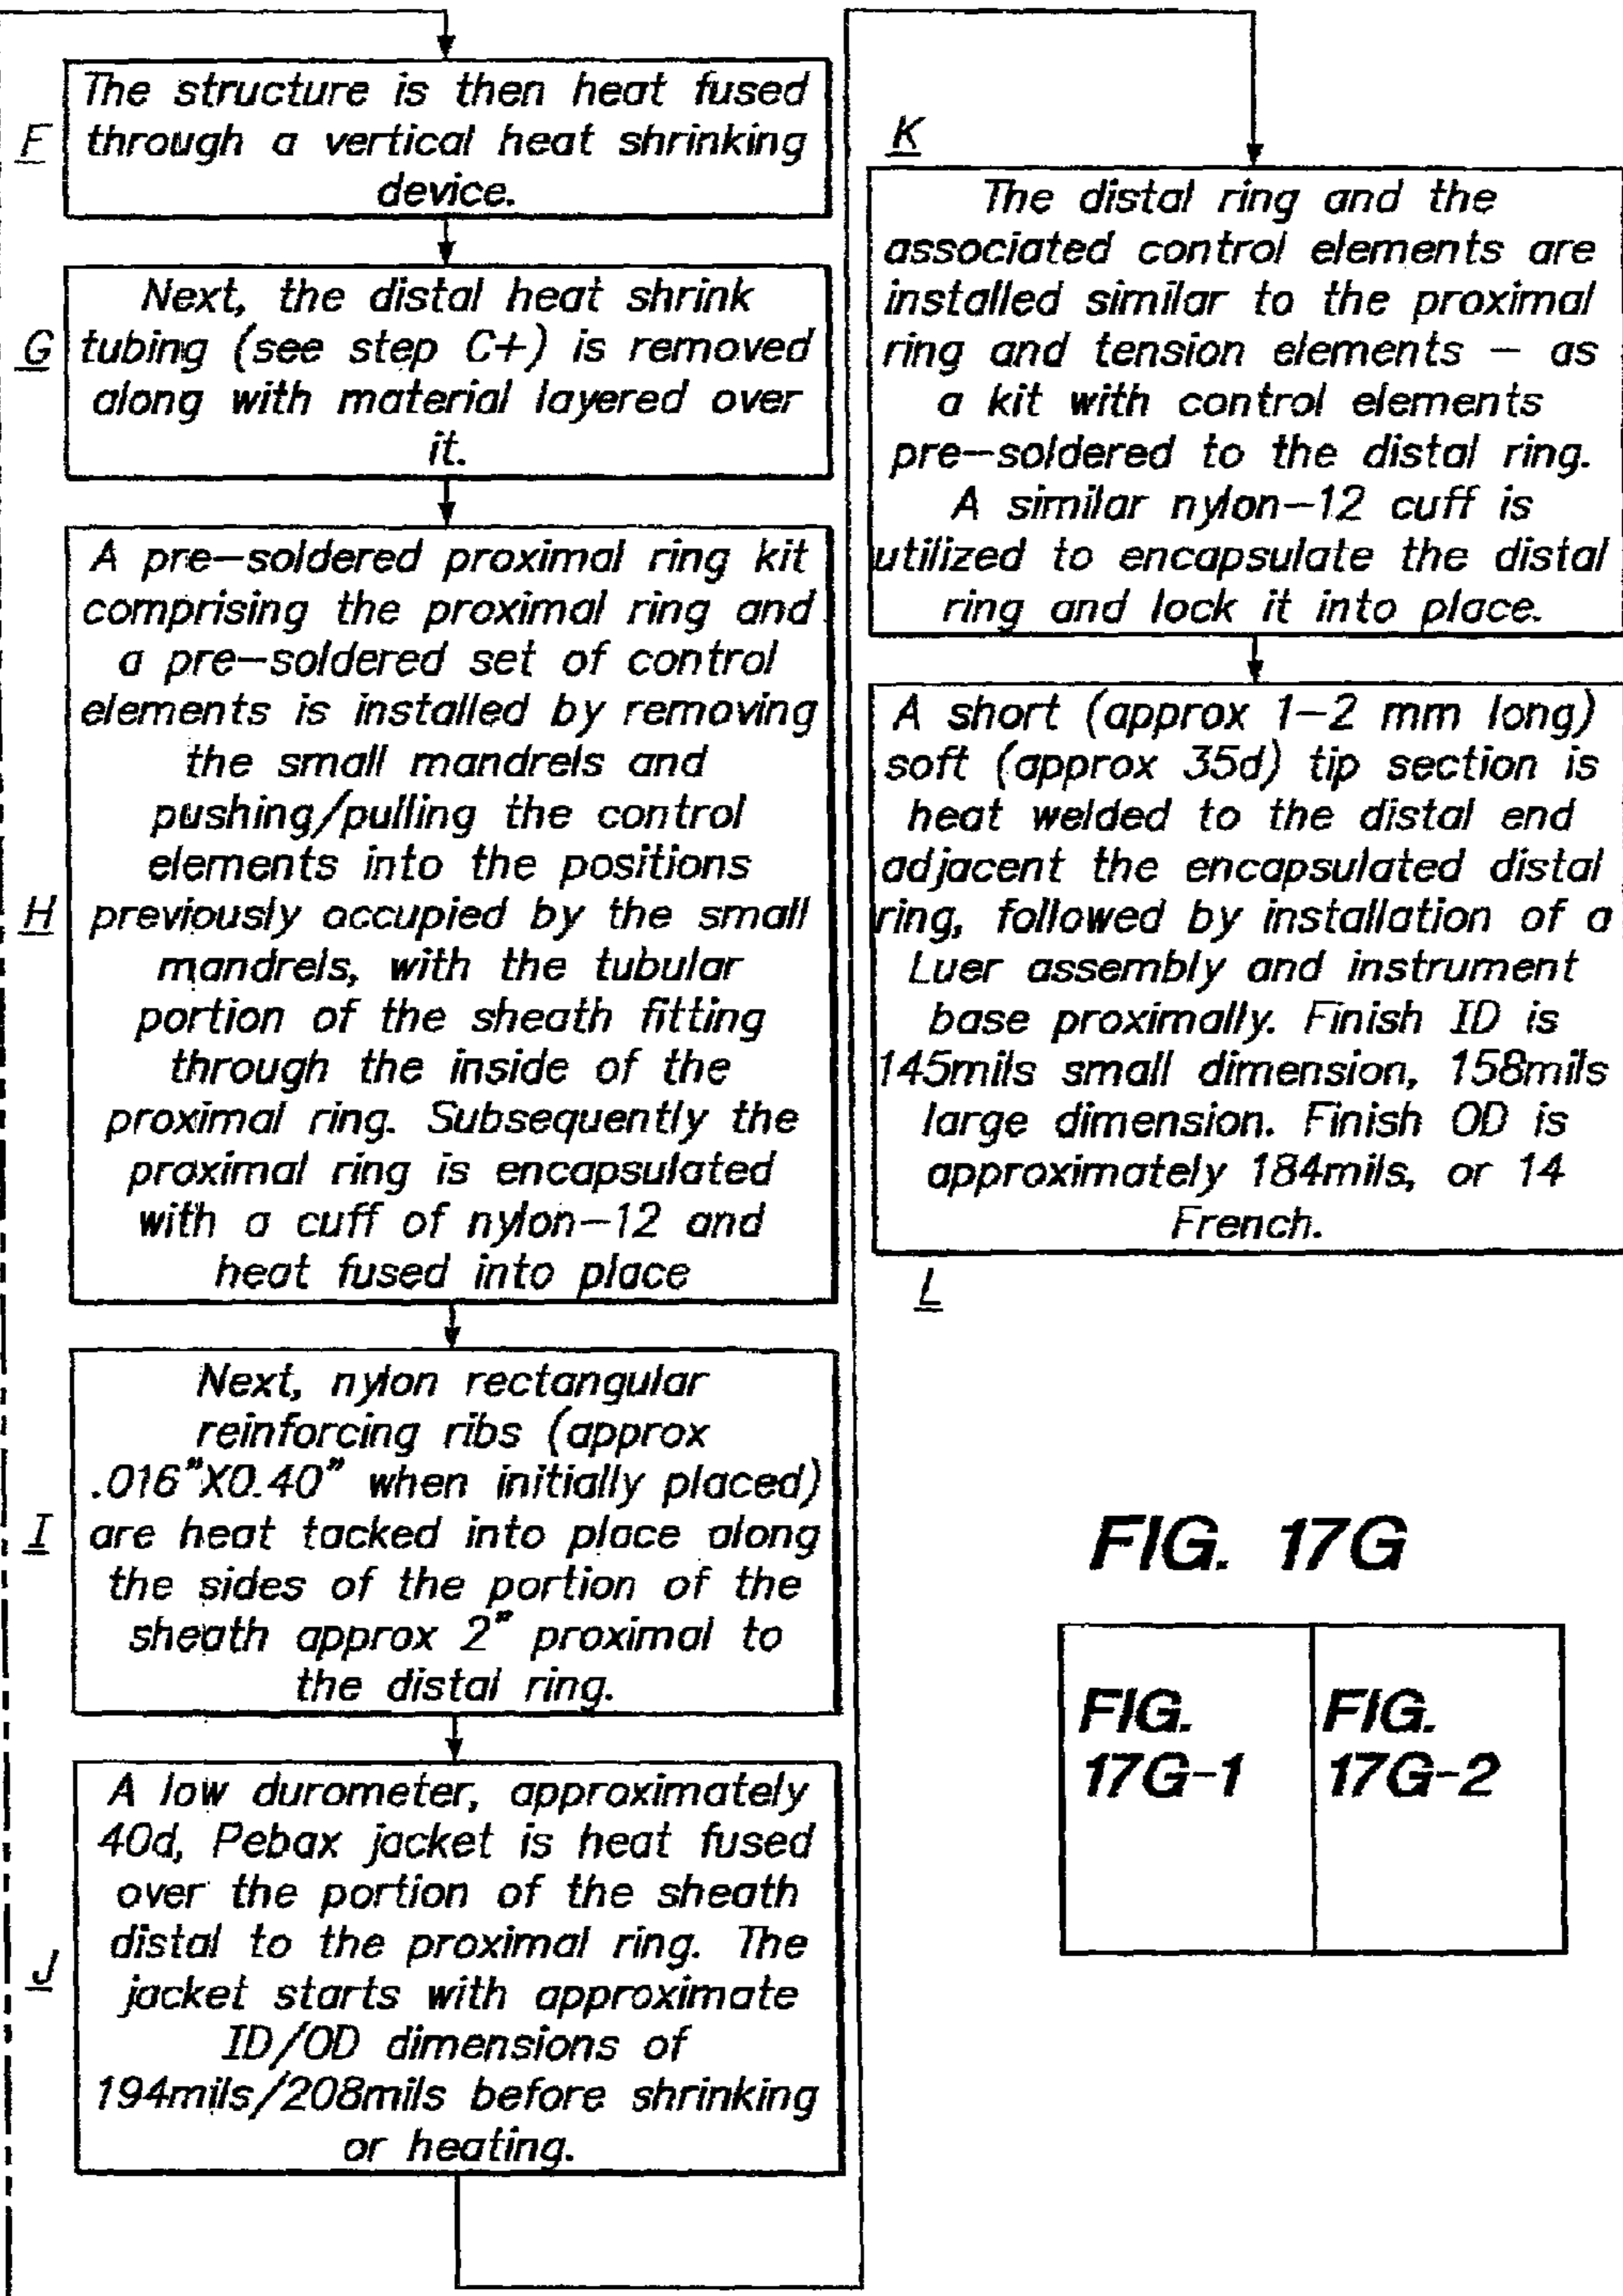 F
The structure is then heat fused
through a vertical heat shrinking
device.
G
Next, the distal heat shrink
tubing (see step C+) is removed
along with material layered over
it.
H
A pre-soldered proximal ring kit
comprising the proximal ring and
a pre-soldered set of control
elements is installed by removing
the small mandrels and
pushing/pulling the control
elements into the positions
previously occupied by the small
mandrels, with the tubular
portion of the sheath fitting
through the inside of the
proximal ring. Subsequently the
proximal ring is encapsulated
with a cuff of nylon-12 and
heat fused into place
I
Next, nylon rectangular
reinforcing ribs (approx
.016"X0.40" when initially placed)
are heat tacked into place along
the sides of the portion of the
sheath approx 2" proximal to
the distal ring.
J
A low durometer, approximately
40d, Pebax jacket is heat fused
over the portion of the sheath
distal to the proximal ring. The
jacket starts with approximate
ID/OD dimensions of
194mils/208mils before shrinking
or heating.
K
The distal ring and the
associated control elements are
installed similar to the proximal
ring and tension elements – as
a kit with control elements
pre-soldered to the distal ring.
A similar nylon-12 cuff is
utilized to encapsulate the distal
ring and lock it into place.
A short (approx 1-2 mm long)
soft (approx 35d) tip section is
heat welded to the distal end
adjacent the encapsulated distal
ring, followed by installation of a
Luer assembly and instrument
base proximally. Finish ID is
145mils small dimension, 158mils
large dimension. Finish OD is
approximately 184mils, or 14
French.
L
FIG. 17G
FIG.
17G-1
FIG.
17G-2